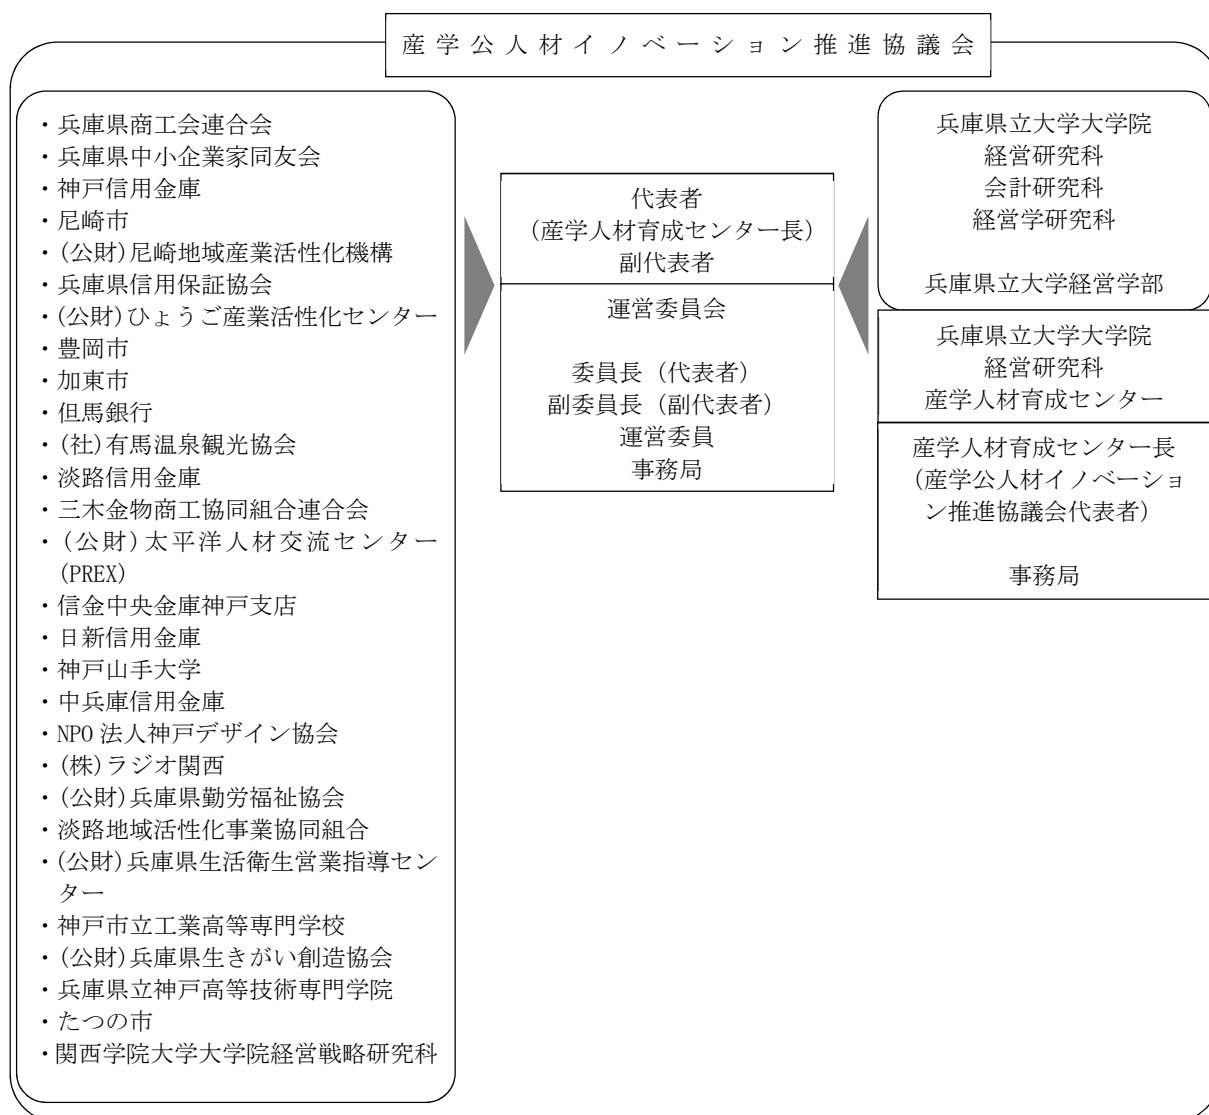 産学公人材イノベーション推進協議会
・兵庫県商工会連合会
・兵庫県中小企業家同友会
・神戸信用金庫
・尼崎市
・(公財)尼崎地域産業活性化機構
・兵庫県信用保証協会
・(公財)ひょうご産業活性化センター
・豊岡市
・加東市
・但馬銀行
・(社)有馬温泉観光協会
・淡路信用金庫
・三木金物商工協同組合連合会
・(公財)太平洋人材交流センター
(PREX)
・信金中央金庫神戸支店
・日新信用金庫
・神戸山手大学
・中兵庫信用金庫
・NPO法人神戸デザイン協会
・(株)ラジオ関西
・(公財)兵庫県勤労福祉協会
・淡路地域活性化事業協同組合
・(公財)兵庫県生活衛生営業指導セン
ター
・神戸市立工業高等専門学校
・(公財)兵庫県生きがい創造協会
・兵庫県立神戸高等技術専門学院
・たつの市
・関西学院大学大学院経営戦略研究科
代表者
(産学人材育成センター長)
副代表者
運営委員会
委員長（代表者）
副委員長（副代表者）
運営委員
事務局
兵庫県立大学大学院
経営研究科
会計研究科
経営学研究科
兵庫県立大学経営学部
兵庫県立大学大学院
経営研究科
産学人材育成センター
産学人材育成センター長
（産学公人材イノベーショ
ン推進協議会代表者）
事務局